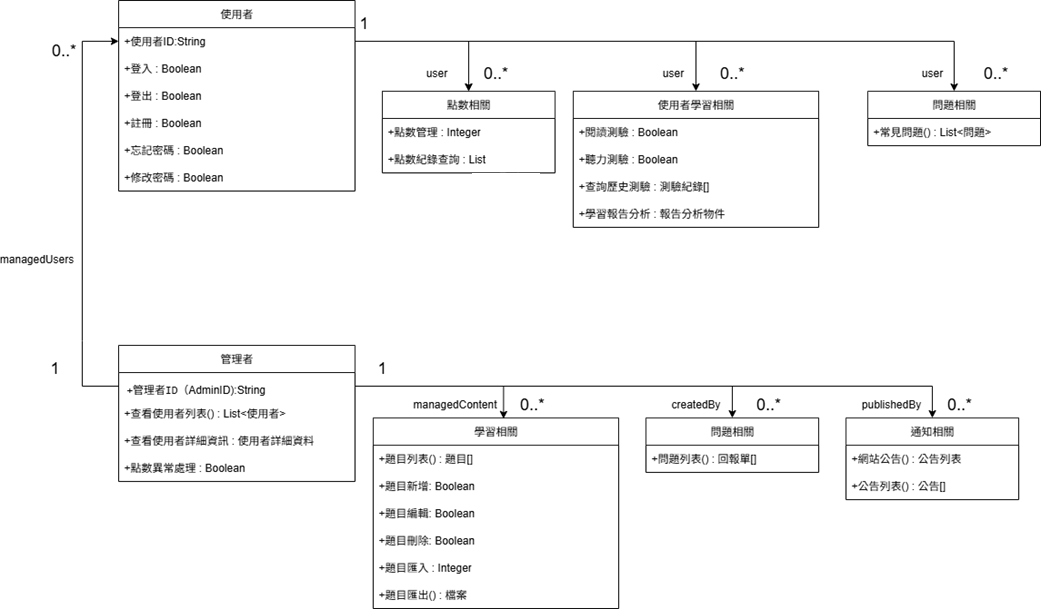 使用者
+使用者ID:String
+登入 : Boolean
+登出 : Boolean
+註冊 : Boolean
+忘記密碼 : Boolean
+修改密碼 : Boolean
1
0..*
user
0..*
user
0..*
user
0..*
點數相關
+點數管理 : Integer
+點數紀錄查詢 : List
使用者學習相關
+閱讀測驗 : Boolean
+聽力測驗 : Boolean
+查詢歷史測驗 : 測驗紀錄[]
+學習報告分析 : 報告分析物件
問題相關
+常見問題() : List<問題>
managedUsers
1
管理者
+管理者ID（AdminID):String
+查看使用者列表() : List<使用者>
+查看使用者詳細資訊 : 使用者詳細資料
+點數異常處理 : Boolean
1
managedContent
0..*
createdBy
0..*
publishedBy
0..*
學習相關
+題目列表() : 題目[]
+題目新增: Boolean
+題目編輯: Boolean
+題目刪除: Boolean
+題目匯入 : Integer
+題目匯出() : 檔案
問題相關
+問題列表() : 回報單[]
通知相關
+網站公告() : 公告列表
+公告列表() : 公告[]